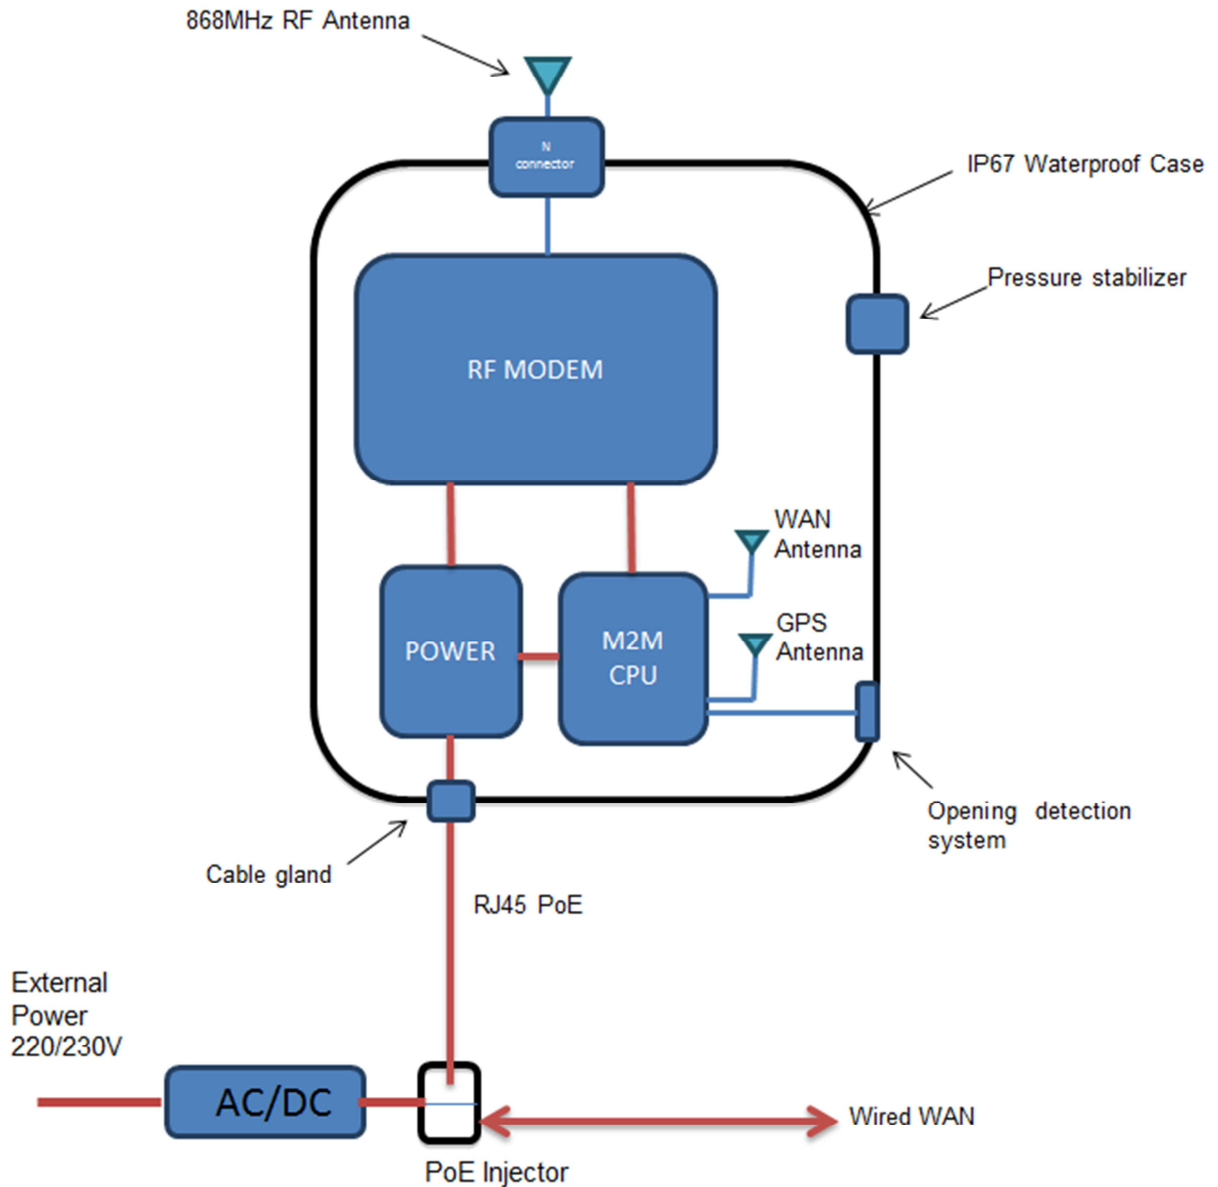 868MHz RF Antenna
N
connector
IP67 Waterproof Case
Pressure stabilizer
RF MODEM
WAN
Antenna
GPS
Antenna
POWER
M2M
CPU
Opening detection
system
Cable gland
RJ45 PoE
External
Power
220/230V
AC/DC
Wired WAN
PoE Injector